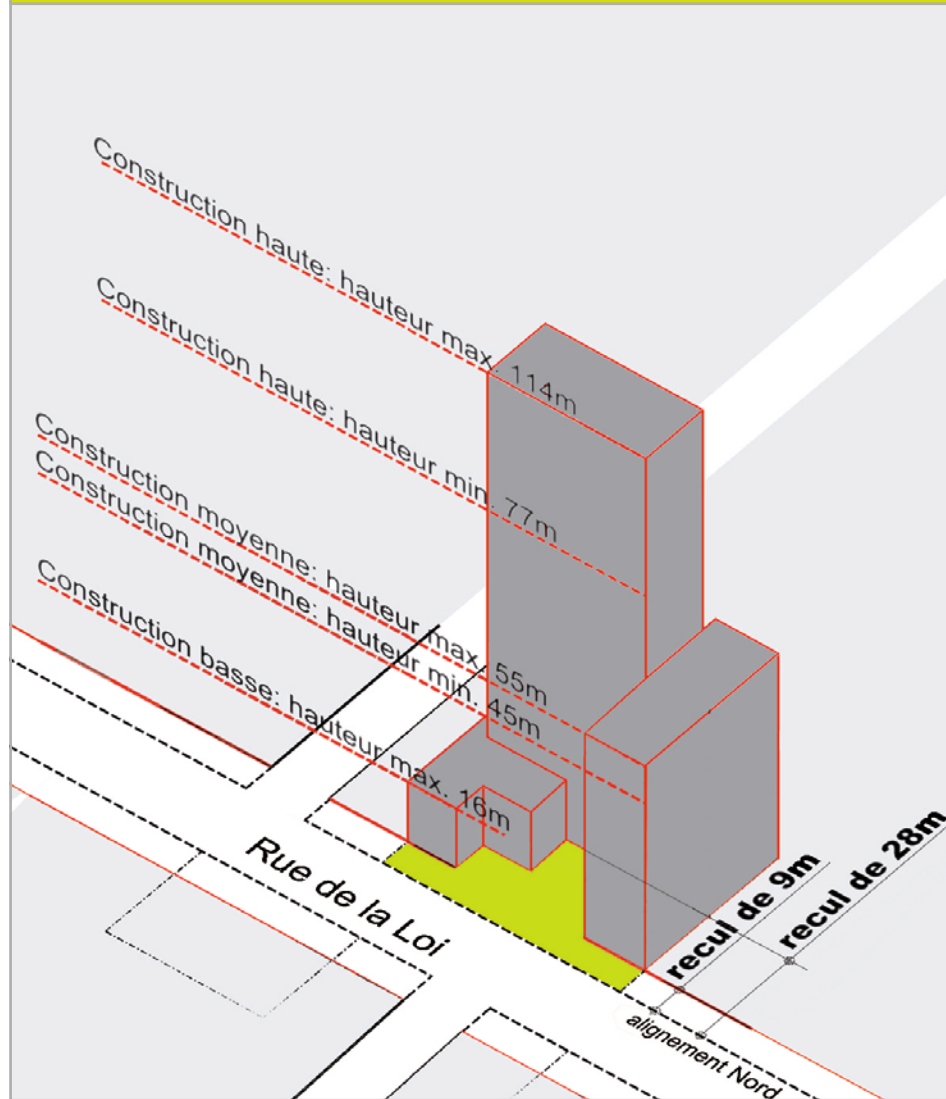 Construction haute: hauteur max. 114m
Construction haute: hauteur min. 77m
Construction moyenne: hauteur max. 55m
Construction moyenne: hauteur min. 45m
Construction basse: hauteur max. 16m
Rue de la Loi
recul de 9m
recul de 28m
alignement Nord